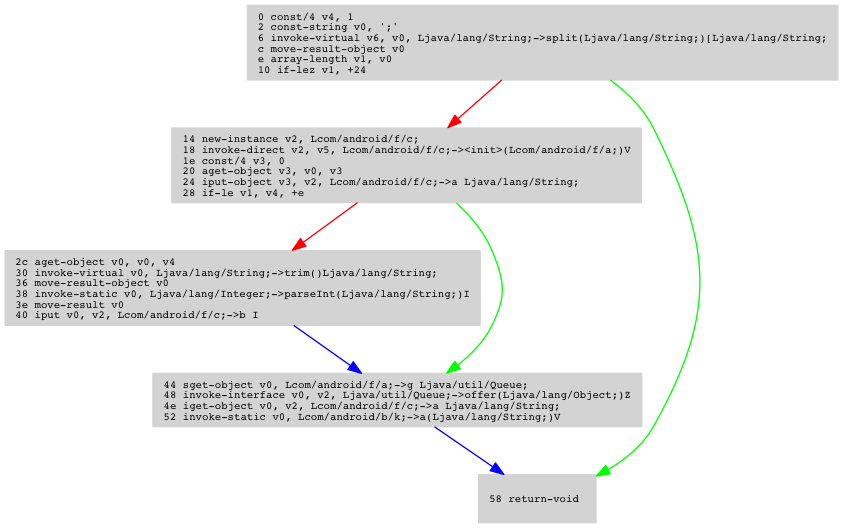 0 const/4 v4, 1
2 const-string v0, ';'
6 invoke-virtual v6, v0, Ljava/lang/String;->split(Ljava/lang/String;)[Ljava/lang/String;
c move-result-object v0
e array-length v1, v0
10 if-lez v1, +24
14 new-instance v2, Lcom/android/f/c;
18 invoke-direct v2, v5, Lcom/android/f/c;-><init>(Lcom/android/f/a;)V
1e const/4 v3, 0
20 aget-object v3, v0, v3
24 iput-object v3, v2, Lcom/android/f/c;->a Ljava/lang/String;
28 if-le v1, v4, +e
2c aget-object v0, v0, v4
30 invoke-virtual v0, Ljava/lang/String;->trim()Ljava/lang/String;
36 move-result-object v0
38 invoke-static v0, Ljava/lang/Integer;->parseInt(Ljava/lang/String;)I
3e move-result v0
40 iput v0, v2, Lcom/android/f/c;->b I
44 sget-object v0, Lcom/android/f/a;->g Ljava/util/Queue;
48 invoke-interface v0, v2, Ljava/util/Queue;->offer(Ljava/lang/Object;)Z
4e iget-object v0, v2, Lcom/android/f/c;->a Ljava/lang/String;
52 invoke-static v0, Lcom/android/b/k;->a(Ljava/lang/String;)V
58 return-void